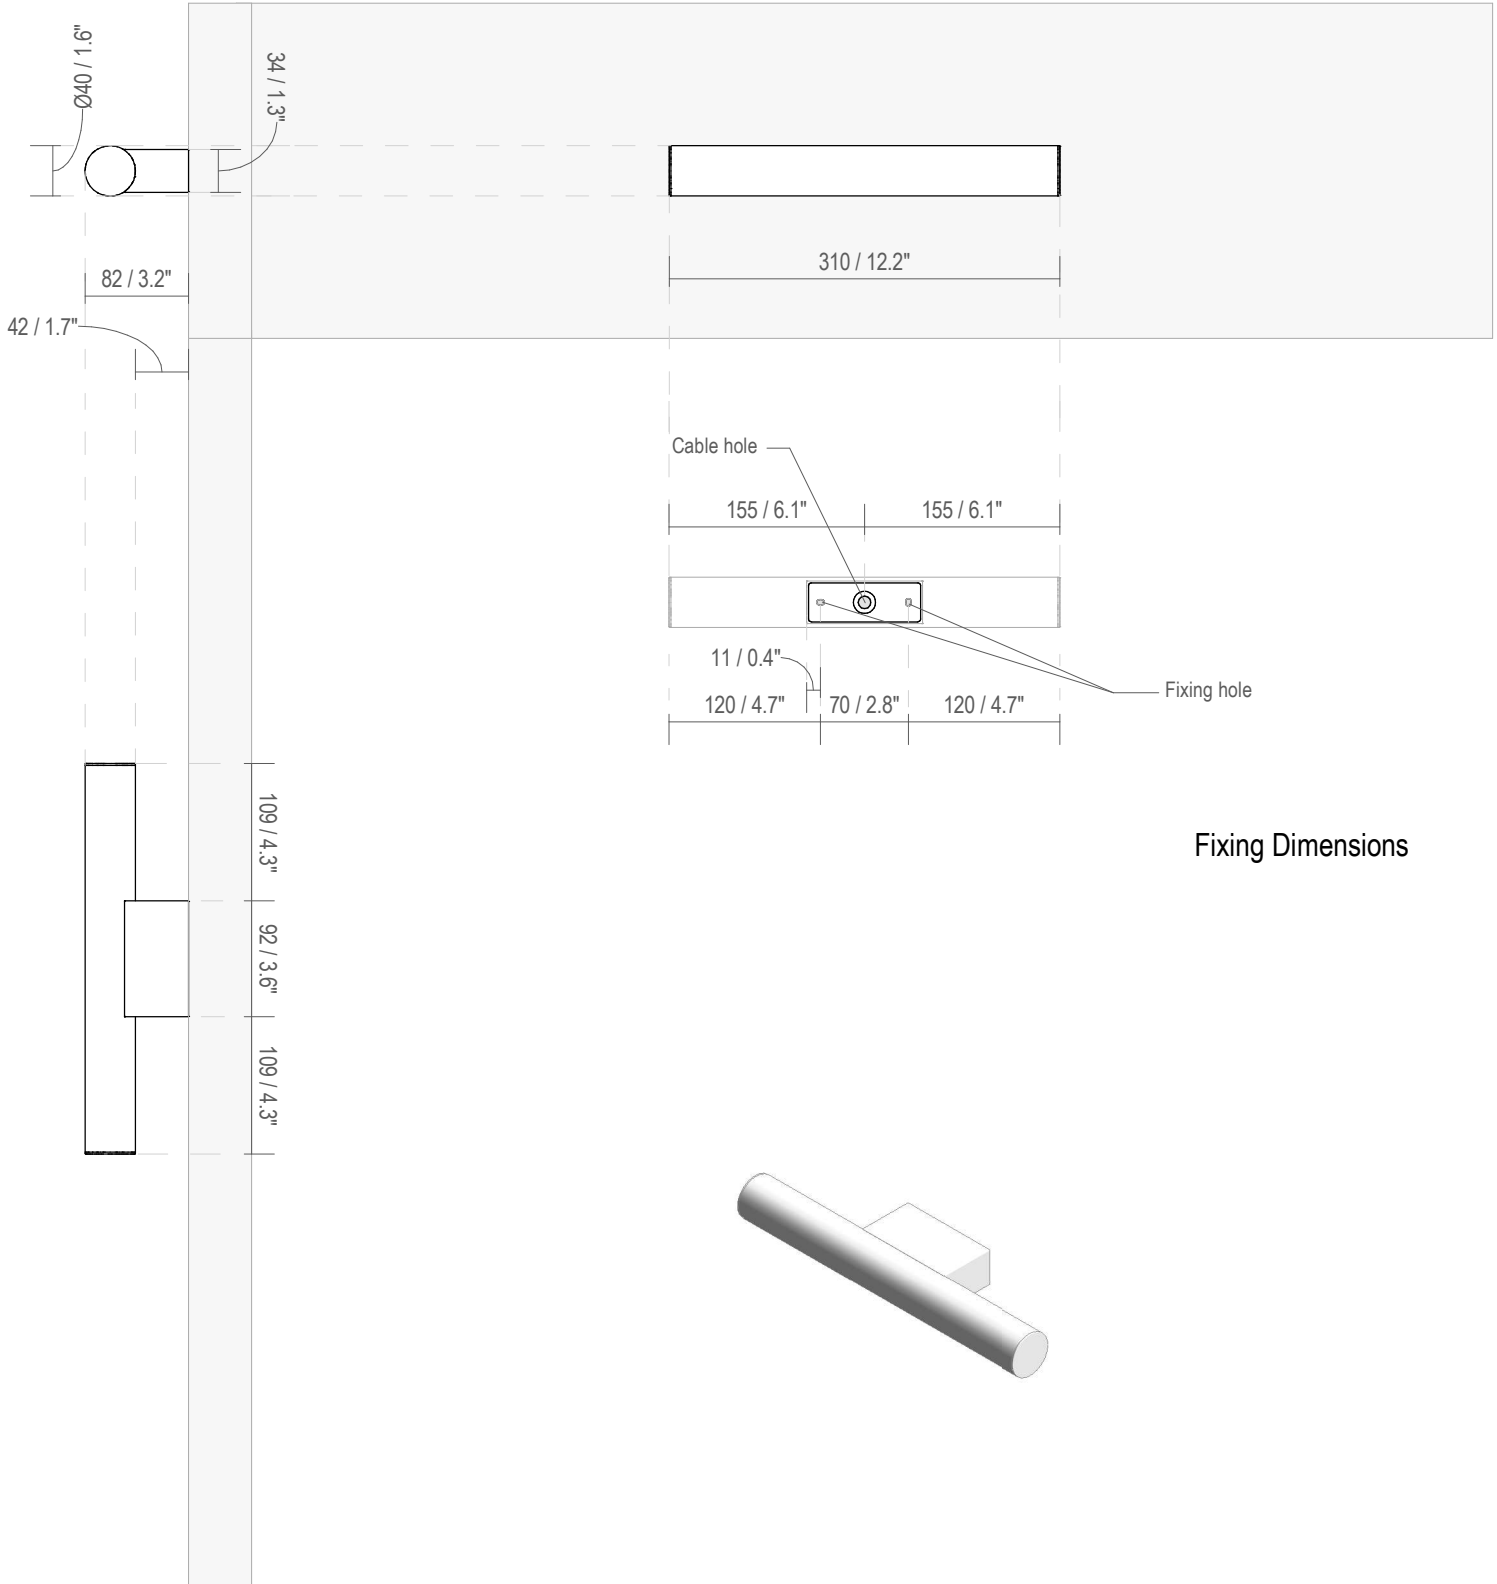 Ø40 / 1.6"
34 / 1.3"
82 / 3.2"
310 / 12.2"
42 / 1.7"
Cable hole
155 / 6.1"
155 / 6.1"
11 / 0.4"
Fixing hole
120 / 4.7"
70 / 2.8"
120 / 4.7"
109 / 4.3"
Fixing Dimensions
92 / 3.6"
109 / 4.3"